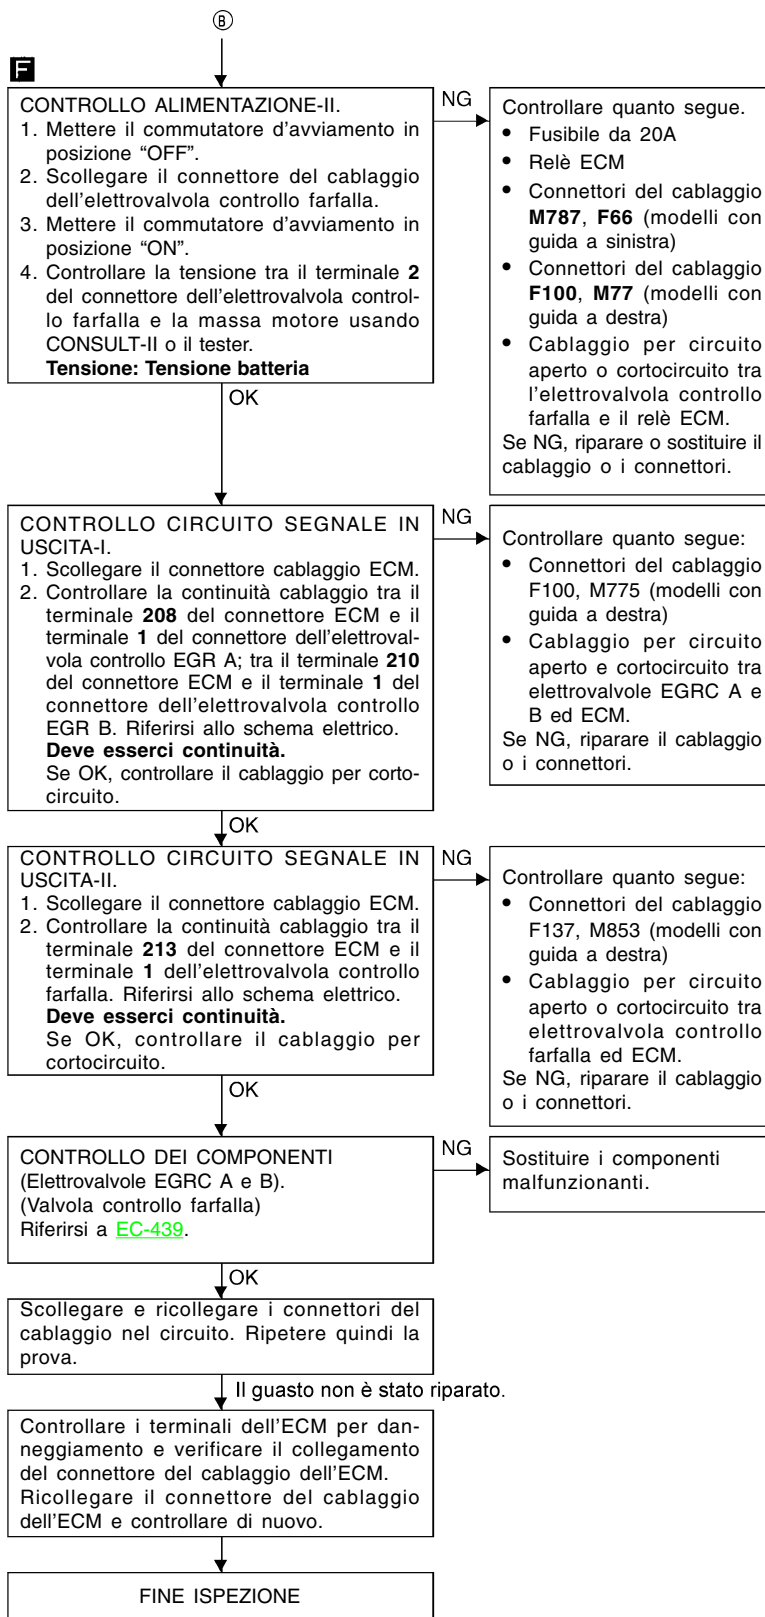 B
F
CONTROLLO ALIMENTAZIONE-II.
1. Mettere il commutatore d'avviamento in
posizione “OFF”.
2. Scollegare il connettore del cablaggio
dell'elettrovalvola controllo farfalla.
3. Mettere il commutatore d'avviamento in
posizione “ON”.
4. Controllare la tensione tra il terminale 2
del connettore dell'elettrovalvola control-
lo farfalla e la massa motore usando
CONSULT-II o il tester.
Tensione: Tensione batteria
NG
Controllare quanto segue.
• Fusibile da 20A
• Relè ECM
• Connettori del cablaggio
M787, F66 (modelli con
guida a sinistra)
• Connettori del cablaggio
F100, M77 (modelli con
guida a destra)
• Cablaggio per circuito
aperto o cortocircuito tra
l'elettrovalvola controllo
farfalla e il relè ECM.
Se NG, riparare o sostituire il
cablaggio o i connettori.
OK
CONTROLLO CIRCUITO SEGNALE IN
USCITA-I.
1. Scollegare il connettore cablaggio ECM.
2. Controllare la continuità cablaggio tra il
terminale 208 del connettore ECM e il
terminale 1 del connettore dell'elettroval-
vola controllo EGR A; tra il terminale 210
del connettore ECM e il terminale 1 del
connettore dell'elettrovalvola controllo
EGR B. Riferirsi allo schema elettrico.
Deve esserci continuità.
Se OK, controllare il cablaggio per corto-
circuito.
NG
Controllare quanto segue:
• Connettori del cablaggio
F100, M775 (modelli con
guida a destra)
• Cablaggio per circuito
aperto e cortocircuito tra
elettrovalvole EGRC A e
B ed ECM.
Se NG, riparare il cablaggio
o i connettori.
OK
CONTROLLO CIRCUITO SEGNALE IN
USCITA-II.
1. Scollegare il connettore cablaggio ECM.
2. Controllare la continuità cablaggio tra il
terminale 213 del connettore ECM e il
terminale 1 dell'elettrovalvola controllo
farfalla. Riferirsi allo schema elettrico.
Deve esserci continuità.
Se OK, controllare il cablaggio per
cortocircuito.
NG
Controllare quanto segue:
• Connettori del cablaggio
F137, M853 (modelli con
guida a destra)
• Cablaggio per circuito
aperto o cortocircuito tra
elettrovalvola controllo
farfalla ed ECM.
Se NG, riparare il cablaggio
o i connettori.
OK
CONTROLLO DEI COMPONENTI
(Elettrovalvole EGRC A e B).
(Valvola controllo farfalla)
Riferirsi a EC-439.
NG
Sostituire i componenti
malfunzionanti.
OK
Scollegare e ricollegare i connettori del
cablaggio nel circuito. Ripetere quindi la
prova.
Il guasto non è stato riparato.
Controllare i terminali dell'ECM per dan-
neggiamento e verificare il collegamento
del connettore del cablaggio dell'ECM.
Ricollegare il connettore del cablaggio
dell'ECM e controllare di nuovo.
FINE ISPEZIONE